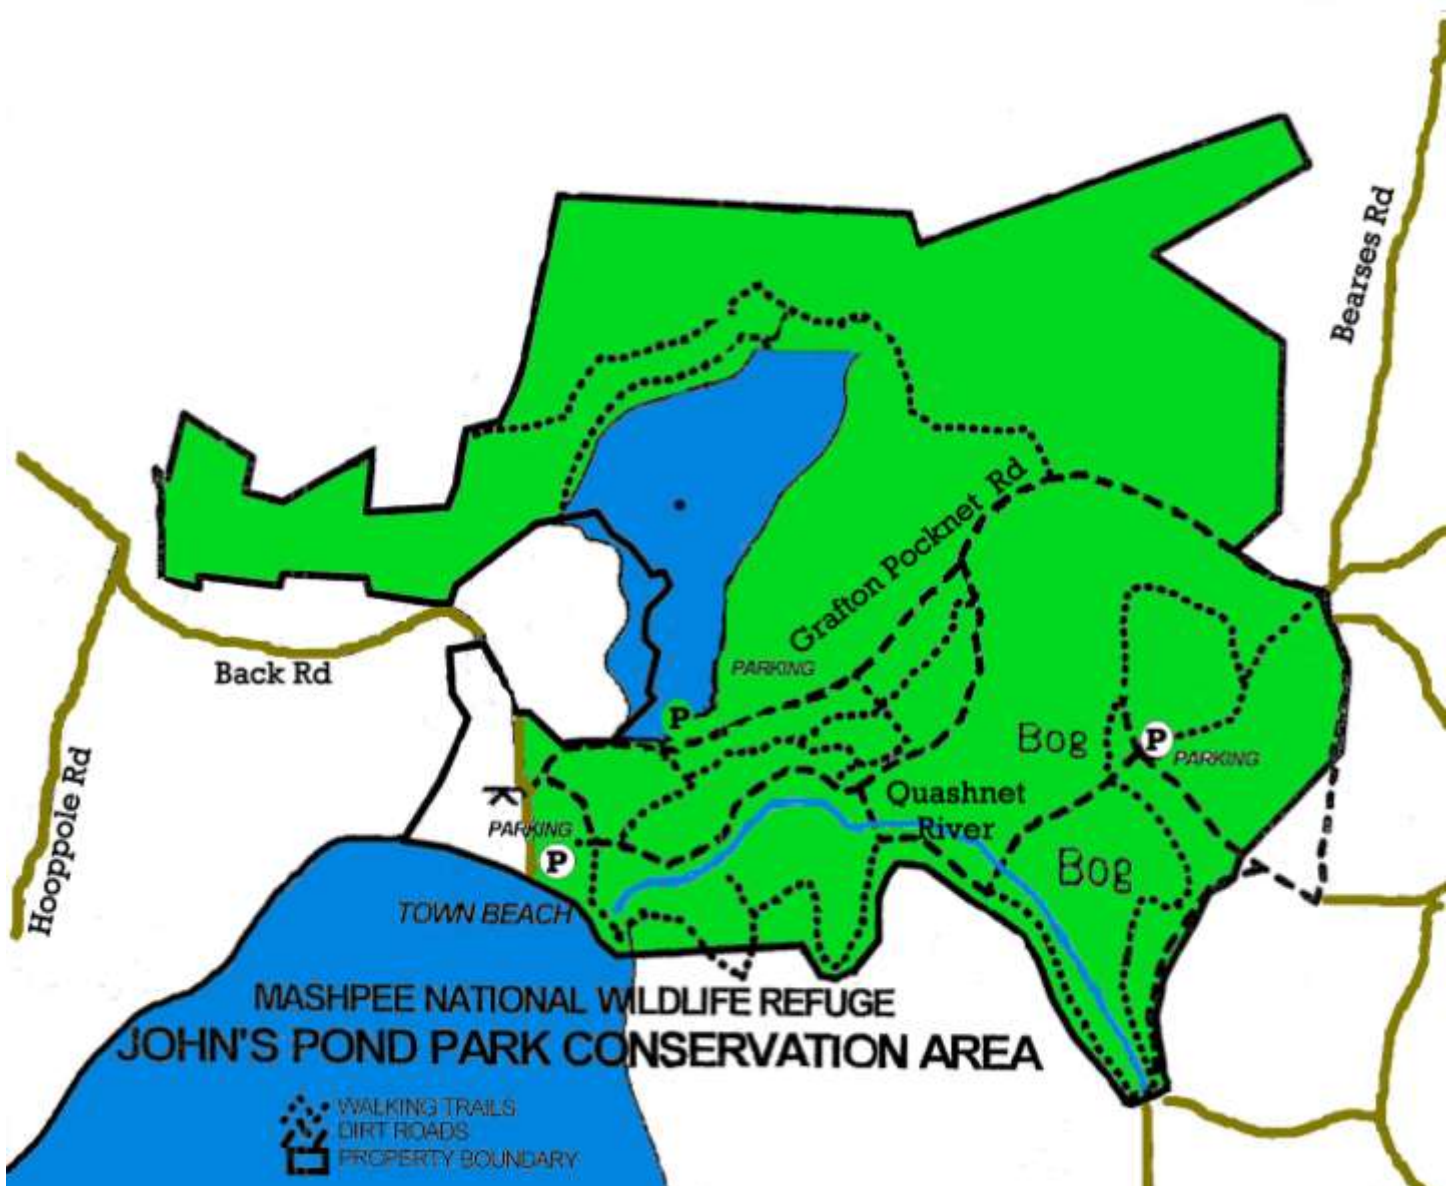 Bearses Rd
Grafton Pocknet Rd
PARKING
Back Rd
P
Bog
P
PARKING
Hooppole Rd
Quashnet
River
PARKING
P
Bog
TOWN BEACH
MASHPEE NATIONAL WILDLIFE REFUGE
JOHN'S POND PARK CONSERVATION AREA
WALKING TRAILS
DIRT ROADS
PROPERTY BOUNDARY